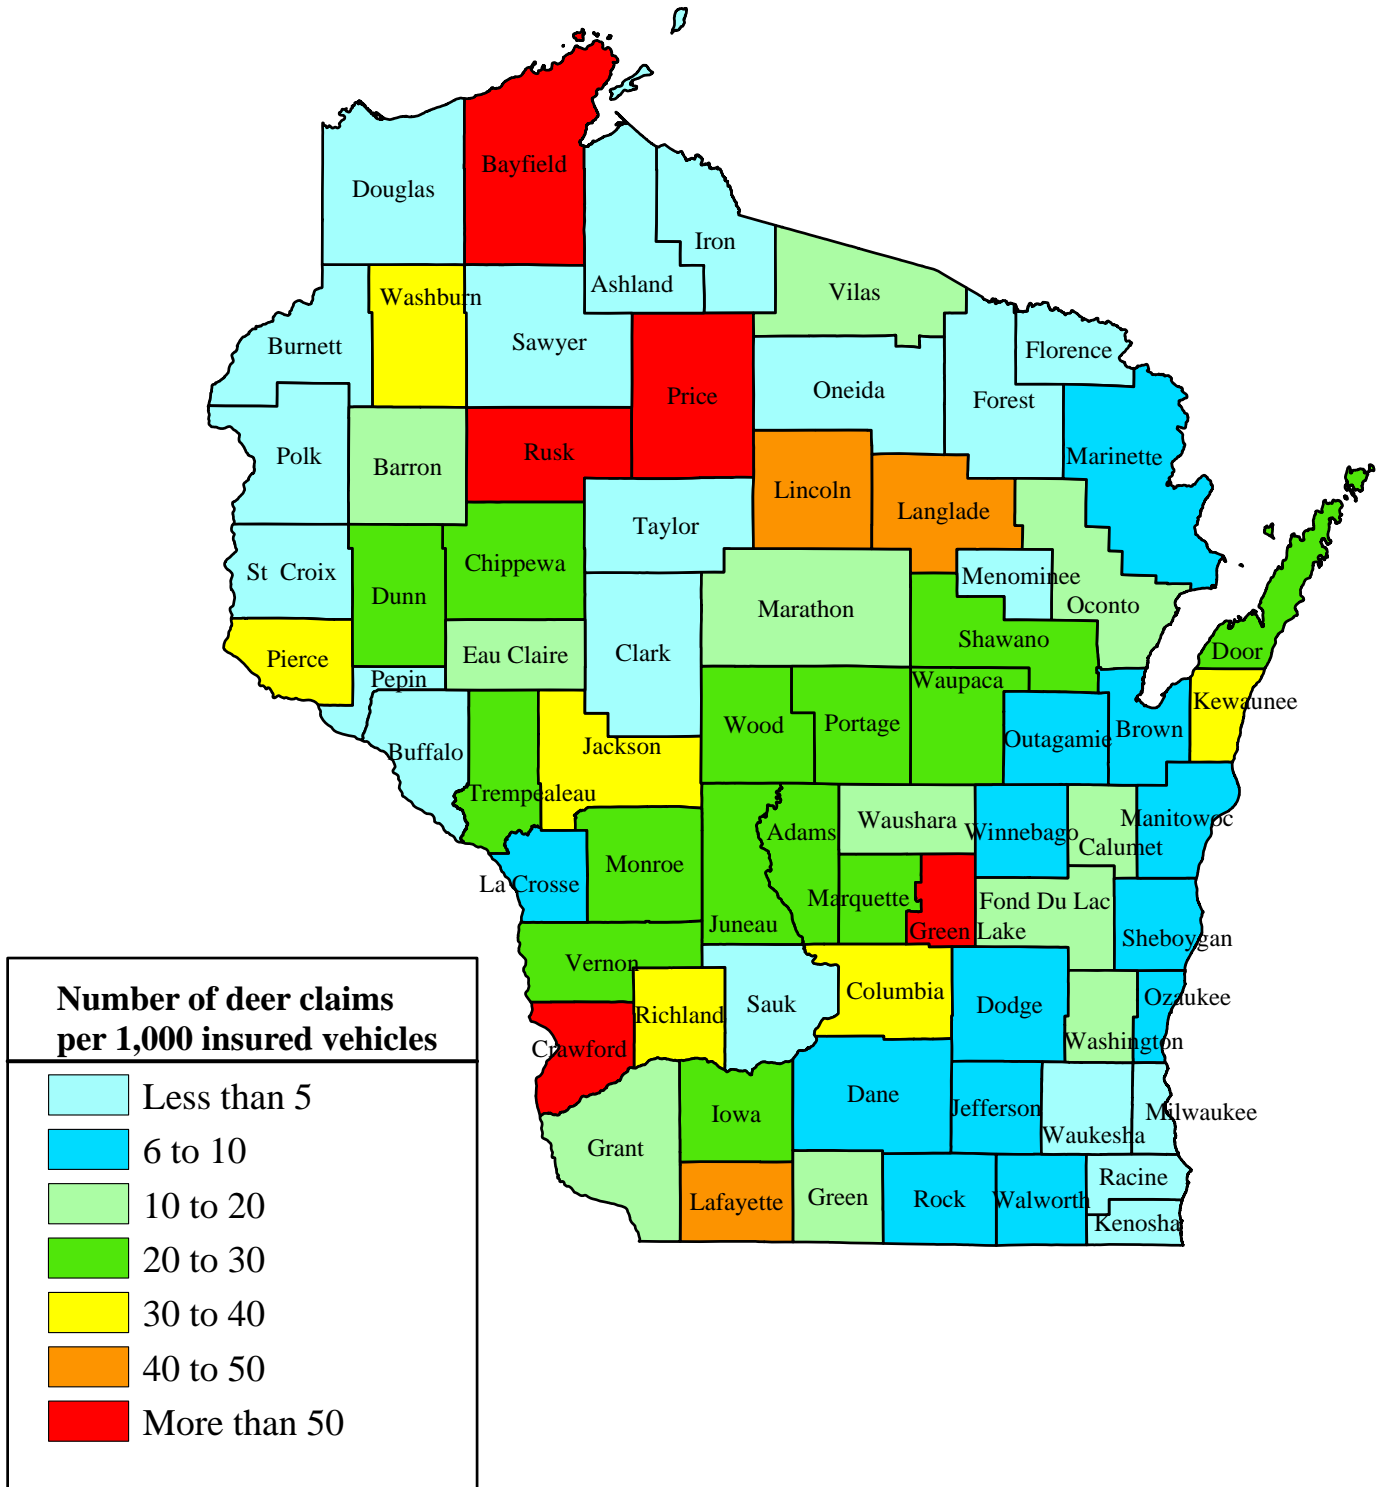 Bayfield
Douglas
Iron
Ashland
Vilas
Washburn
Sawyer
Burnett
Florence
Oneida
Price
Forest
Polk
Barron
Rusk
Marinette
Lincoln
Langlade
Taylor
St Croix
Chippewa
Menominee
Dunn
Marathon
Oconto
Shawano
Pierce
Eau Claire
Clark
Door
Pepin
Waupaca
Kewaunee
Wood
Portage
Outagamie
Brown
Buffalo
Jackson
Trempealeau
Adams
Waushara
Winnebago
Manitowoc
Calumet
Monroe
La Crosse
Marquette
Fond Du Lac
Juneau
Green Lake
Sheboygan
Vernon
Richland
Sauk
Columbia
Dodge
Ozaukee
Crawford
Washington
Iowa
Dane
Jefferson
Milwaukee
Waukesha
Grant
Racine
Lafayette
Green
Rock
Walworth
Kenosha
Number of deer claims
per 1,000 insured vehicles
Less than 5
6 to 10
10 to 20
20 to 30
30 to 40
40 to 50
More than 50